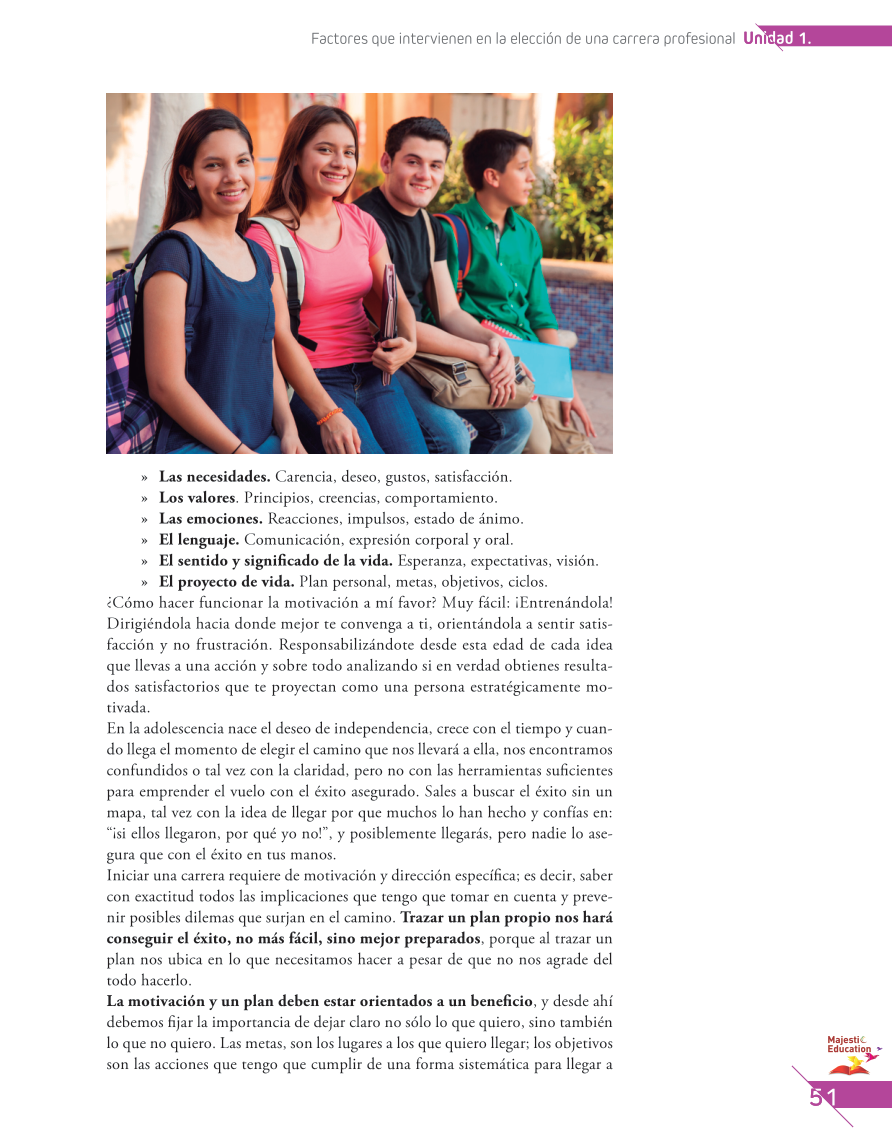 Factores que intervienen en la elección de una carrera profesional Unidad 1.
» Las necesidades. Carencia, deseo, gustos, satisfacción.
» Los valores. Principios, creencias, comportamiento.
» Las emociones. Reacciones, impulsos, estado de ánimo.
» El lenguaje. Comunicación, expresión corporal y oral.
» El sentido y significado de la vida. Esperanza, expectativas, visión.
» El proyecto de vida. Plan personal, metas, objetivos, ciclos.
¿Cómo hacer funcionar la motivación a mí favor? Muy fácil: ¡Entrenándola!
Dirigiéndola hacia donde mejor te convenga a ti, orientándola a sentir satis-
facción y no frustración. Responsabilizándote desde esta edad de cada idea
que llevas a una acción y sobre todo analizando si en verdad obtienes resulta-
dos satisfactorios que te proyectan como una persona estratégicamente mo-
tivada.
En la adolescencia nace el deseo de independencia, crece con el tiempo y cuan-
do llega el momento de elegir el camino que nos llevará a ella, nos encontramos
confundidos o tal vez con la claridad, pero no con las herramientas suficientes
para emprender el vuelo con el éxito asegurado. Sales a buscar el éxito sin un
mapa, tal vez con la idea de llegar por que muchos lo han hecho y confías en:
“¡si ellos llegaron, por qué yo no!”, y posiblemente llegarás, pero nadie lo ase-
gura que con el éxito en tus manos.
Iniciar una carrera requiere de motivación y dirección específica; es decir, saber
con exactitud todos las implicaciones que tengo que tomar en cuenta y preve-
nir posibles dilemas que surjan en el camino. Trazar un plan propio nos hará
conseguir el éxito, no más fácil, sino mejor preparados, porque al trazar un
plan nos ubica en lo que necesitamos hacer a pesar de que no nos agrade del
todo hacerlo.
La motivación y un plan deben estar orientados a un beneficio, y desde ahí
debemos fijar la importancia de dejar claro no sólo lo que quiero, sino también
lo que no quiero. Las metas, son los lugares a los que quiero llegar; los objetivos
son las acciones que tengo que cumplir de una forma sistemática para llegar a
Majestic
Education
51